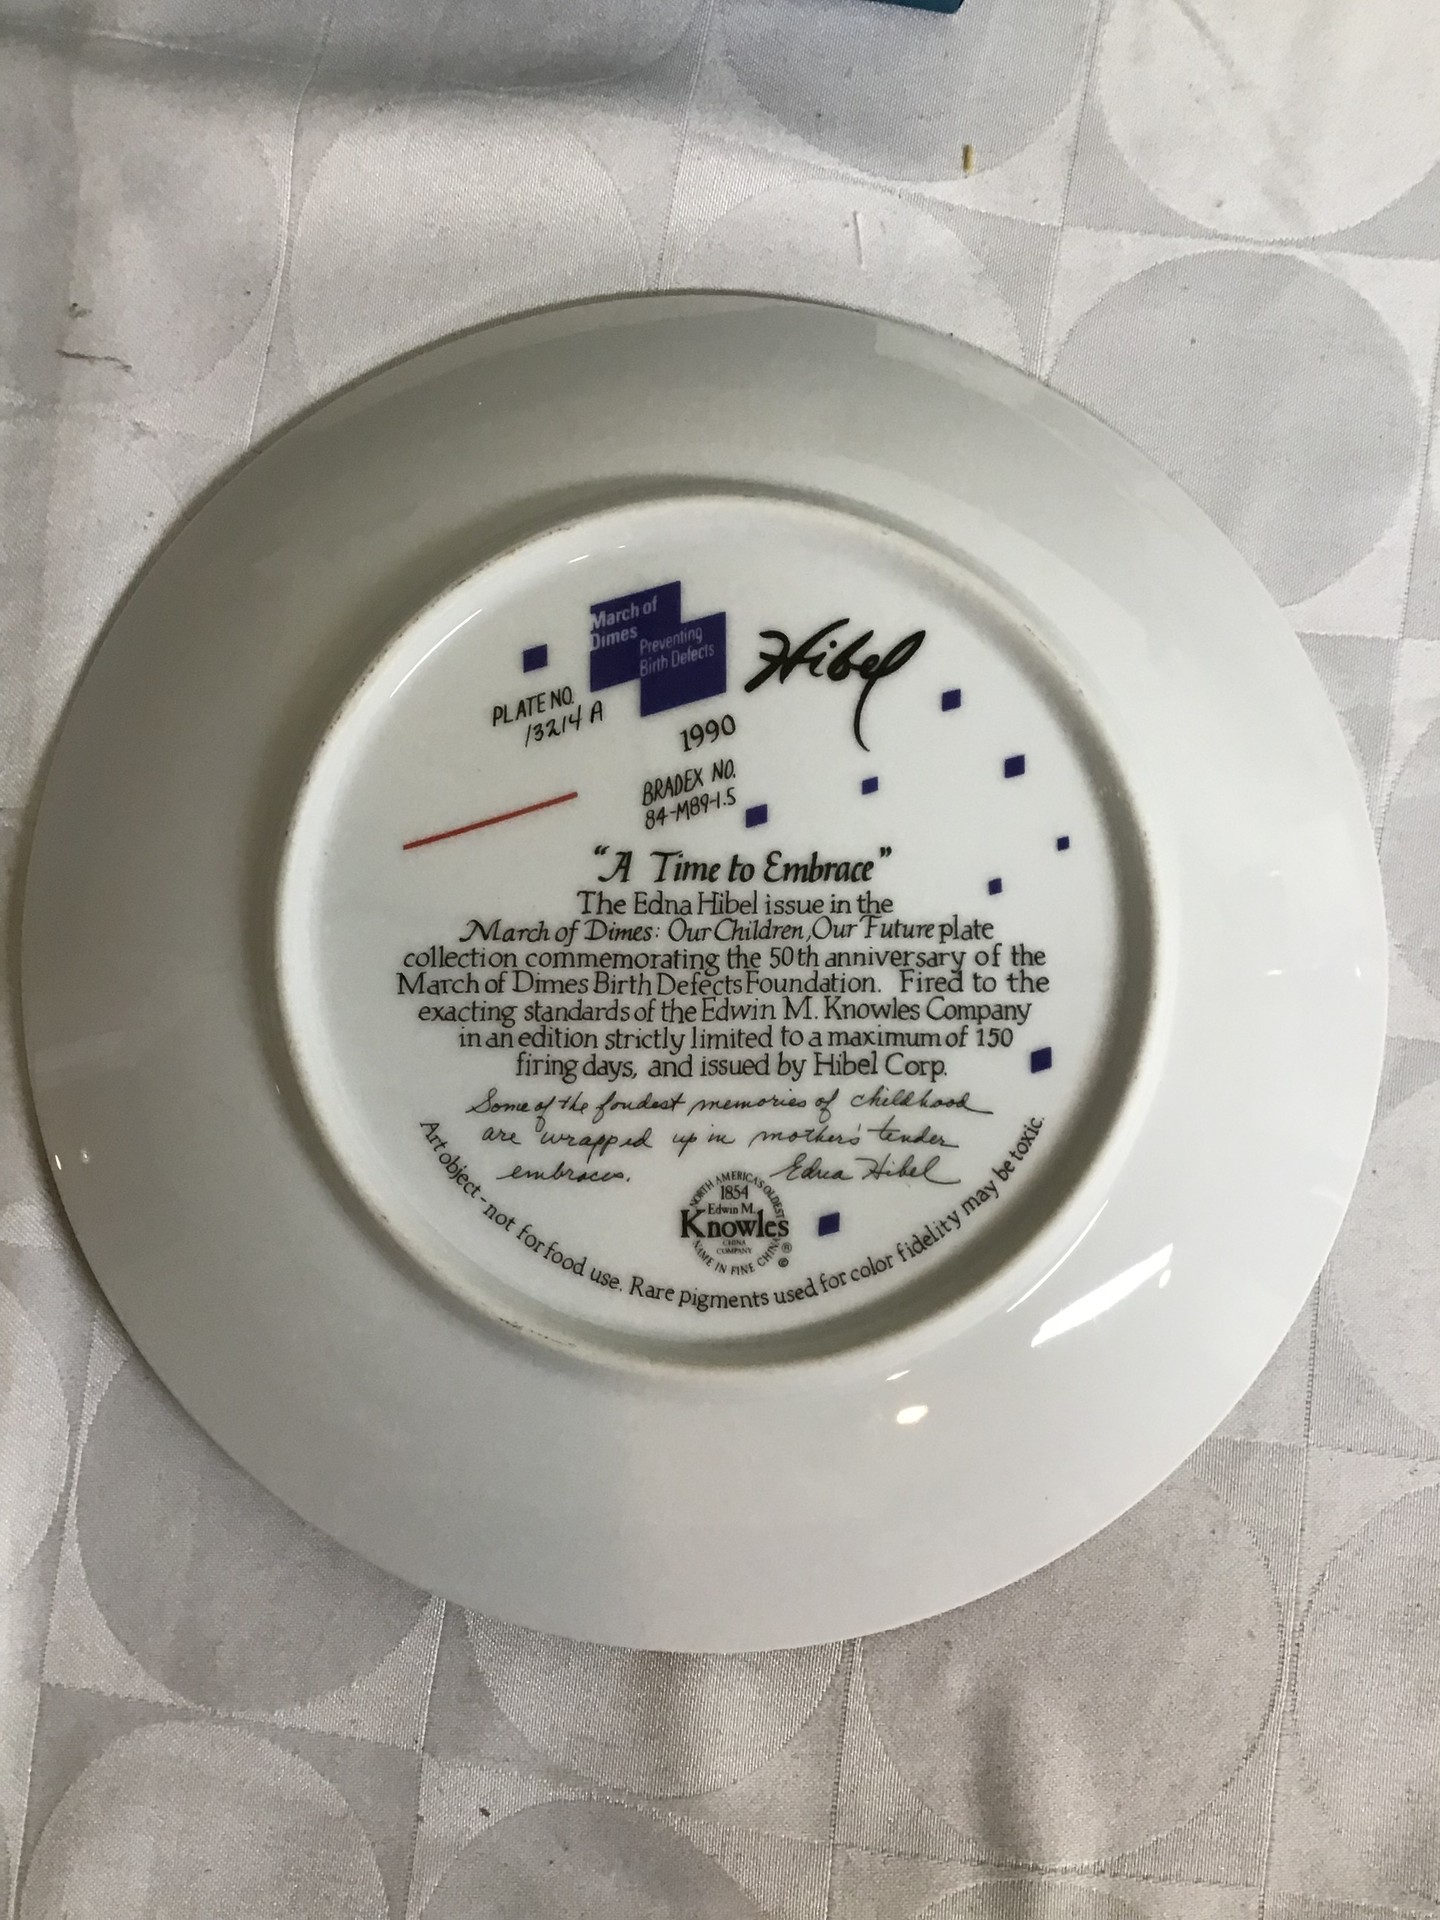 March of
Dimes
Preventing
Birth Defects
Hibel
PLATE NO.
13214 A
1990
BRADEX NO.
84-M89-1.5
“A Time to Embrace”
The Edna Hibel issue in the
March of Dimes: Our Children, Our Future plate
collection commemorating the 50th anniversary of the
March of Dimes Birth Defects Foundation. Fired to the
exacting standards of the Edwin M. Knowles Company
in an edition strictly limited to a maximum of 150
firing days, and issued by Hibel Corp.
Some of the fondest memories of childhood
are wrapped up in mother's tender
embraces. Edna Hibel
NORTH AMERICA'S OLDEST
1854
Edwin M.
Knowles
CHINA
COMPANY
NAME IN FINE CHINA
®
©
Art object - not for food use. Rare pigments used for color fidelity may be toxic.